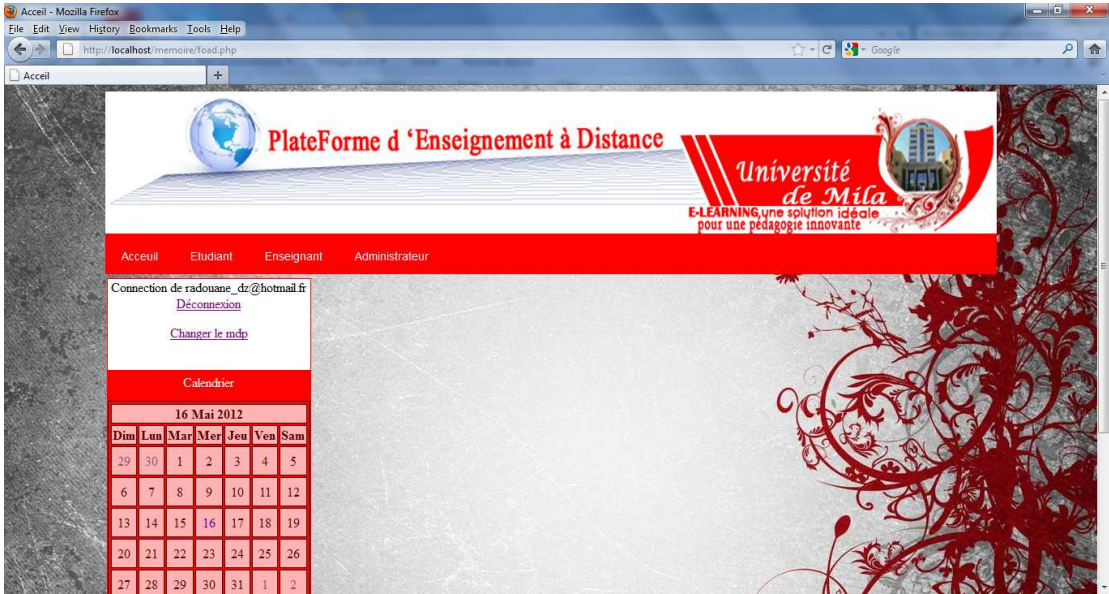 Acceil - Mozilla Firefox
File Edit View History Bookmarks Tools Help
http://localhost/memoire/foad.php
Google
Acceil
PlateForme d ‘Enseignement à Distance
Université
de Mila
E-LEARNING,une solution idéale
pour une pédagogie innovante
Acceuil Etudiant Enseignant Administrateur
Connection de radouane_dz@hotmail.fr
Déconnexion
Changer le mdp
Calendrier
16 Mai 2012
Dim Lun Mar Mer Jeu Ven Sam
29 30 1 2 3 4 5
6 7 8 9 10 11 12
13 14 15 16 17 18 19
20 21 22 23 24 25 26
27 28 29 30 31 1 2